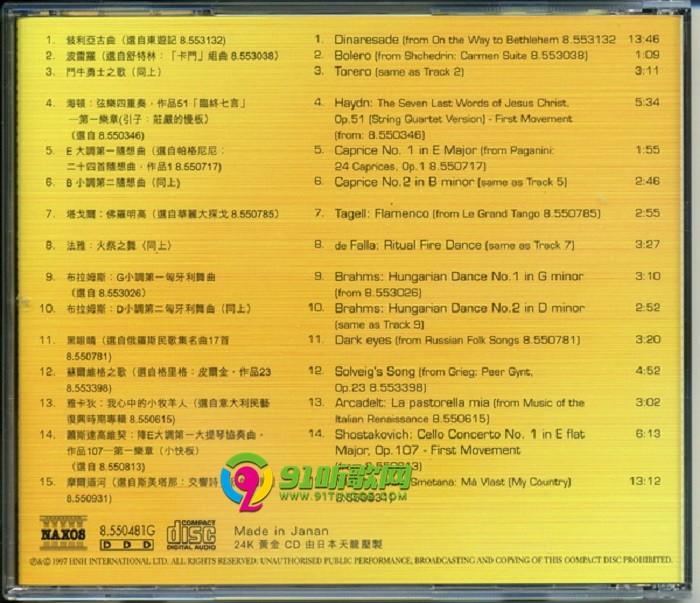 1. 敍利亞古曲（選自東遊記 8.553132）
2. 波雷羅（選自舒特林：「卡門」組曲 8.553038）
3. 鬥牛勇士之歌（同上）
4. 海頓：弦樂四重奏，作品51「臨終七言」
—第一樂章(引子：莊嚴的慢板）
（選自 8.550346）
5. E 大調第一隨想曲（選自帕格尼尼：
二十四首隨想曲，作品1 8.550717）
6. B 小調第二隨想曲（同上）
7. 塔戈爾：佛羅明高（選自華麗大探戈 8.550785）
8. 法雅：火祭之舞（同上）
9. 布拉姆斯：G小調第一匈牙利舞曲
（選自 8.553026）
10. 布拉姆斯：D小調第二匈牙利舞曲（同上）
11. 黑眼睛（選自俄羅斯民歌集名曲17首
8.550781）
12. 蘇爾維格之歌（選自格里格：皮爾金，作品23
8.553398）
13. 雅卡狄：我心中的小牧羊人（選自意大利民藝
復興時期專輯 8.550615）
14. 蕭斯達高維契：降E大調第一大提琴協奏曲，
作品107—第一樂章（小快板）
（選自 8.550813）
15. 摩爾道河（選自斯美塔那：交響詩
8.550931）
1. Dinaresade (from On the Way to Bethlehem 8.553132 13:46
2. Bolero (from Shchedrin: Carmen Suite 8.553038) 1:09
3. Torero (same as Track 2) 3:11
4. Haydn: The Seven Last Words of Jesus Christ, 5:34
Op.51 (String Quartet Version) - First Movement
(from: 8.550346)
5. Caprice No. 1 in E Major (from Paganini: 1:55
24 Caprices, Op.1 8.550717)
6. Caprice No.2 in B minor (same as Track 5) 2:46
7. Tagell: Flamenco (from Le Grand Tango 8.550785) 2:55
8. de Falla: Ritual Fire Dance (same as Track 7) 3:27
9. Brahms: Hungarian Dance No.1 in G minor 3:10
(from 8.553026)
10. Brahms: Hungarian Dance No.2 in D minor 2:52
(same as Track 9)
11. Dark eyes (from Russian Folk Songs 8.550781) 3:20
12. Solveig's Song (from Grieg: Peer Gynt, 4:52
Op.23 8.553398)
13. Arcadelt: La pastorella mia (from Music of the 3:02
Italian Renaissance 8.550615)
14. Shostakovich: Cello Concerto No. 1 in E flat 6:13
Major, Op.107 - First Movement
Smetana: Má Vlast (My Country) 13:12
91听歌网
WWW.91TINGGE.COM
NAXOS
8.550481G
D D D
COMPACT
disc
DIGITAL AUDIO
Made in Janan
24K 黃金 CD 由日本天龍壓製
℗&© 1997 HNH INTERNATIONAL LTD. ALL RIGHTS RESERVED. UNAUTHORISED PUBLIC PERFORMANCE, BROADCASTING AND COPYING OF THIS COMPACT DISC PROHIBITED.